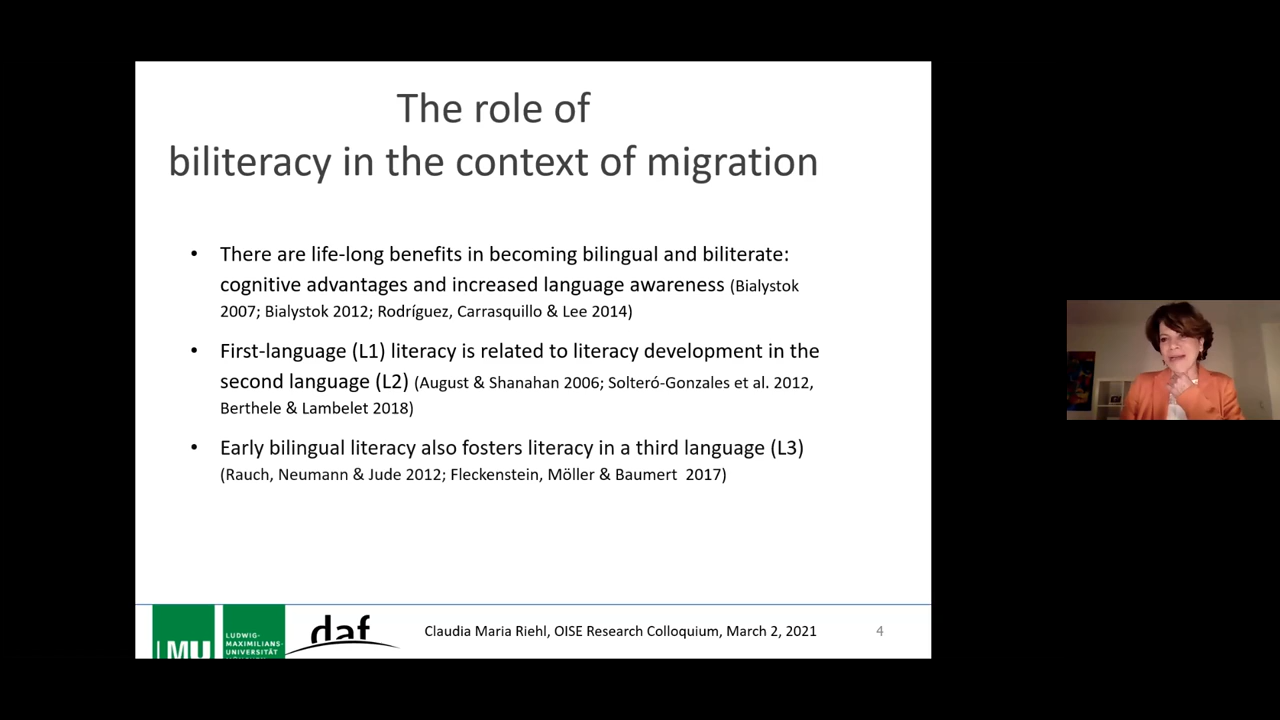 The role of
biliteracy in the context of migration
• There are life-long benefits in becoming bilingual and biliterate:
cognitive advantages and increased language awareness (Bialystok
2007; Bialystok 2012; Rodríguez, Carrasquillo & Lee 2014)
• First-language (L1) literacy is related to literacy development in the
second language (L2) (August & Shanahan 2006; Solteró-Gonzales et al. 2012,
Berthele & Lambelet 2018)
• Early bilingual literacy also fosters literacy in a third language (L3)
(Rauch, Neumann & Jude 2012; Fleckenstein, Möller & Baumert 2017)
LMU
LUDWIG-
MAXIMILIANS-
UNIVERSITÄT
MÜNCHEN
daf
Claudia Maria Riehl, OISE Research Colloquium, March 2, 2021
4